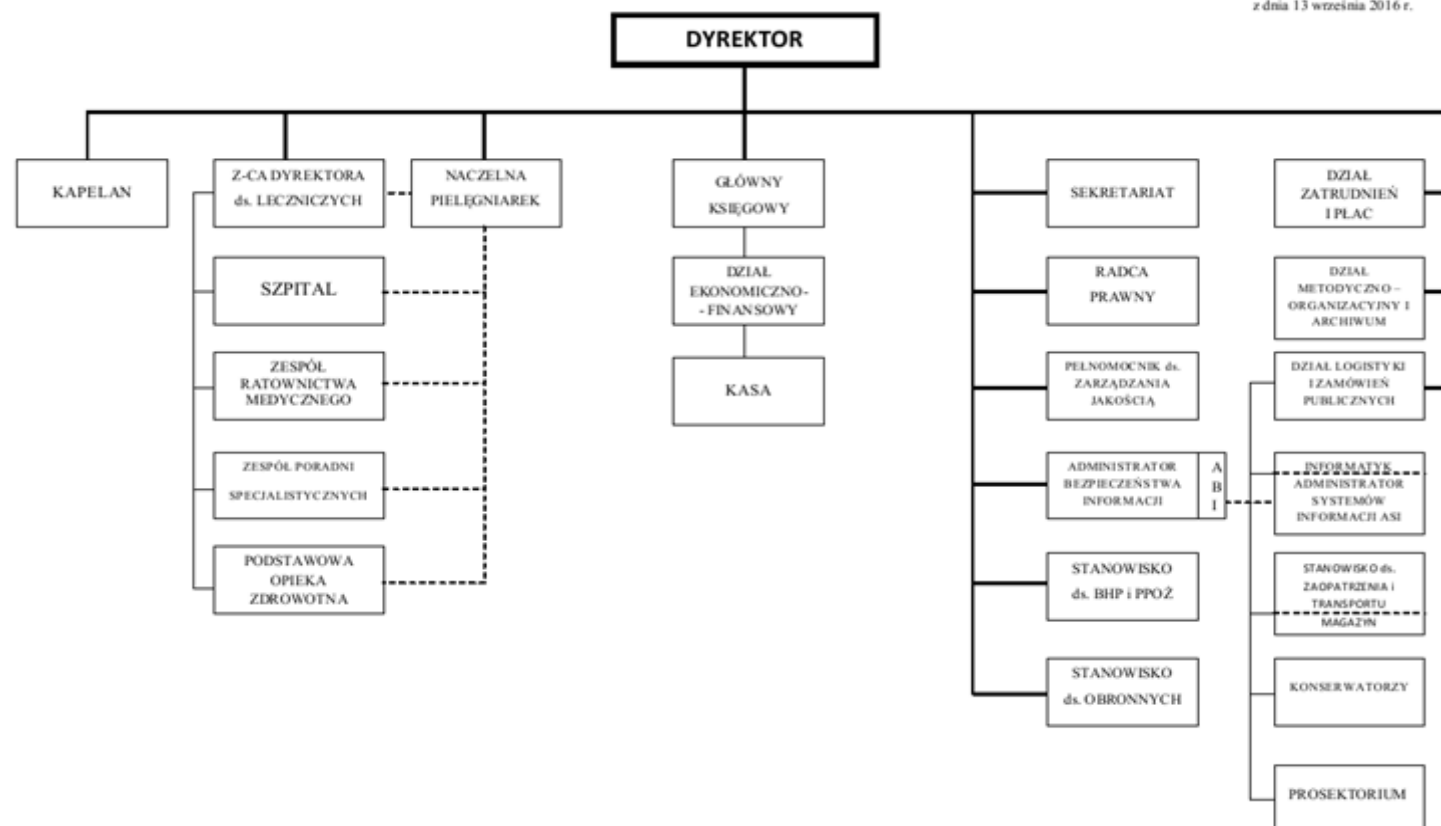 z dnia 13 września 2016 r.
DYREKTOR
KAPELAN
Z-CA DYREKTORA
ds. LECZNICZYCH
NACZELNA
PIELĘGNIAREK
GŁÓWNY
KSIĘGOWY
SEKRETARIAT
DZIAŁ
ZATRUDNIEŃ
I PŁAC
SZPITAL
DZIAŁ
EKONOMICZNO-
- FINANSOWY
RADCA
PRAWNY
DZIAŁ
METODYCZNO –
ORGANIZACYJNY I
ARCHIWUM
ZESPÓŁ
RATOWNICTWA
MEDYCZNEGO
KASA
PEŁNOMOCNIK ds.
ZARZĄDZANIA
JAKOŚCIĄ
DZIAŁ LOGISTYKI
I ZAMÓWIEŃ
PUBLICZNYCH
ZESPÓŁ PORADNI
SPECJALISTYCZNYCH
ADMINISTRATOR
BEZPIECZEŃSTWA
INFORMACJI
A
B
I
INFORMATYK
ADMINISTRATOR
SYSTEMÓW
INFORMACJI ASI
PODSTAWOWA
OPIEKA
ZDROWOTNA
STANOWISKO
ds. BHP i PPOŻ
STANOWISKO ds.
ZAOPATRZENIA i
TRANSPORTU
MAGAZYN
STANOWISKO
ds. OBRONNYCH
KONSERWATORZY
PROSEKTORIUM